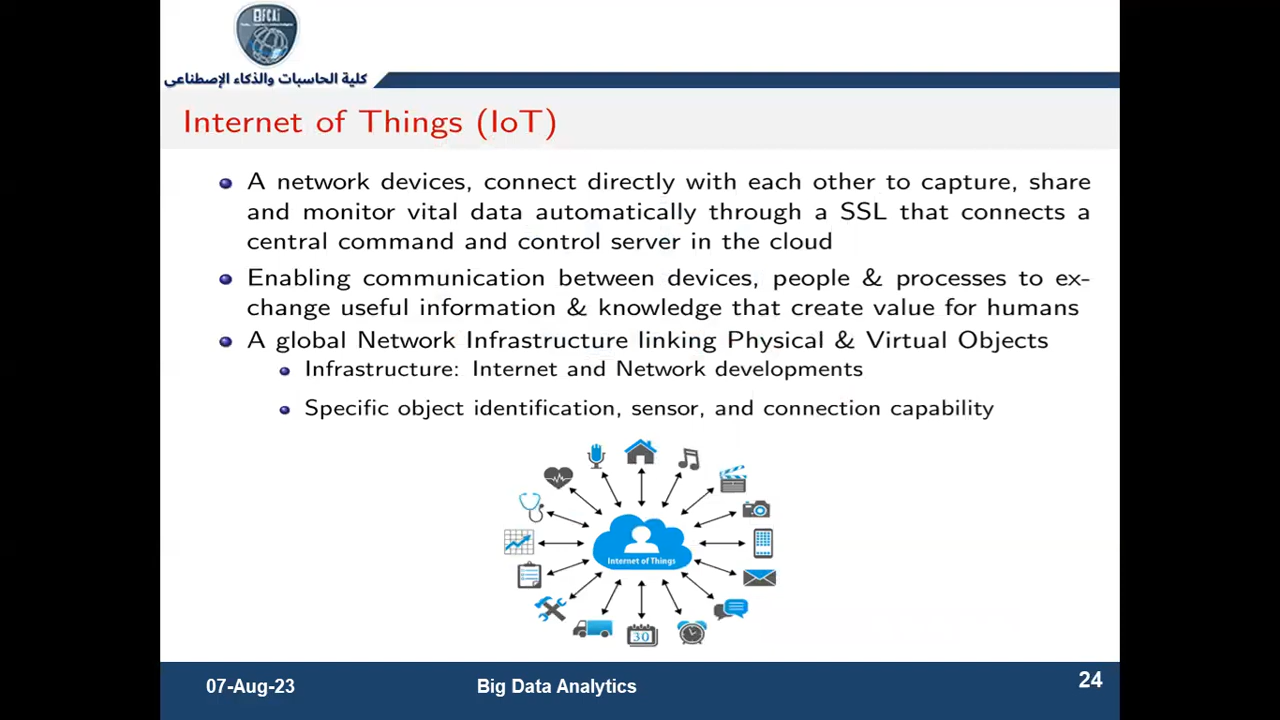 FCAi
كلية الحاسبات والذكاء الإصطناعى
Internet of Things (IoT)
A network devices, connect directly with each other to capture, share
and monitor vital data automatically through a SSL that connects a
central command and control server in the cloud
Enabling communication between devices, people & processes to ex-
change useful information & knowledge that create value for humans
A global Network Infrastructure linking Physical & Virtual Objects
Infrastructure: Internet and Network developments
Specific object identification, sensor, and connection capability
Internet of Things
30
07-Aug-23
Big Data Analytics
24